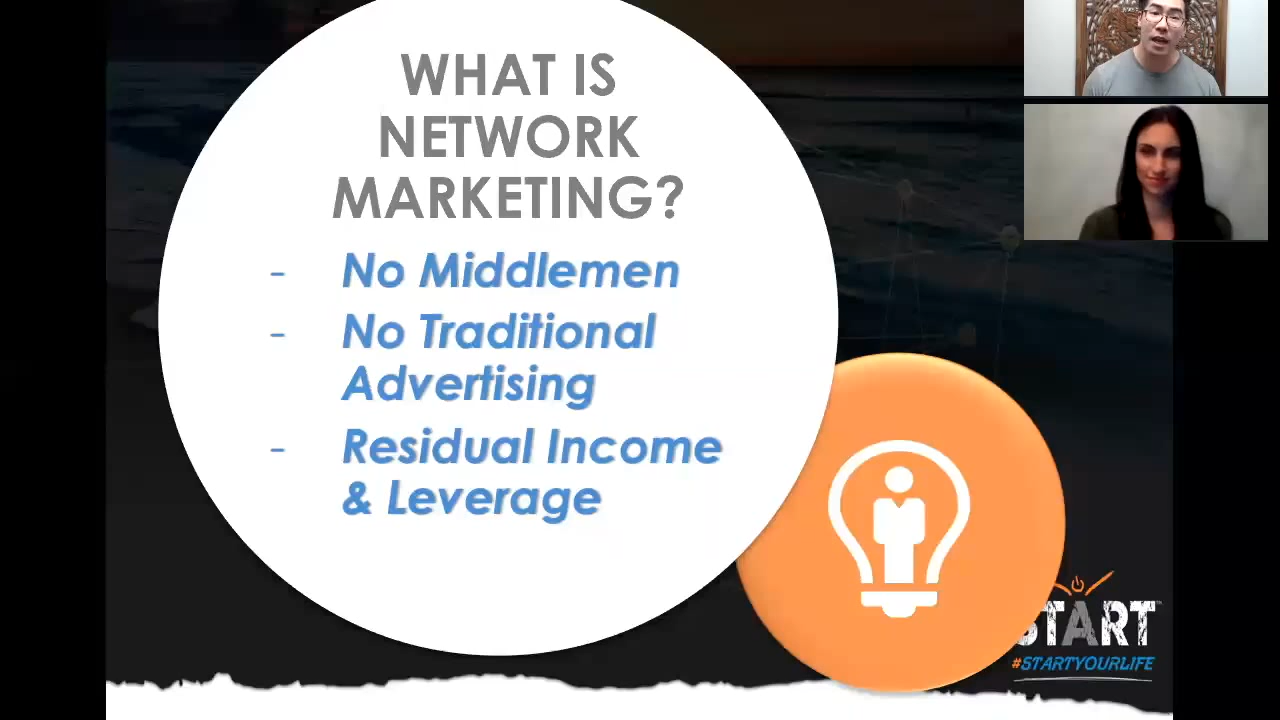 WHAT IS
NETWORK
MARKETING?
- No Middlemen
- No Traditional
Advertising
- Residual Income
& Leverage
START
#STARTYOURLIFE